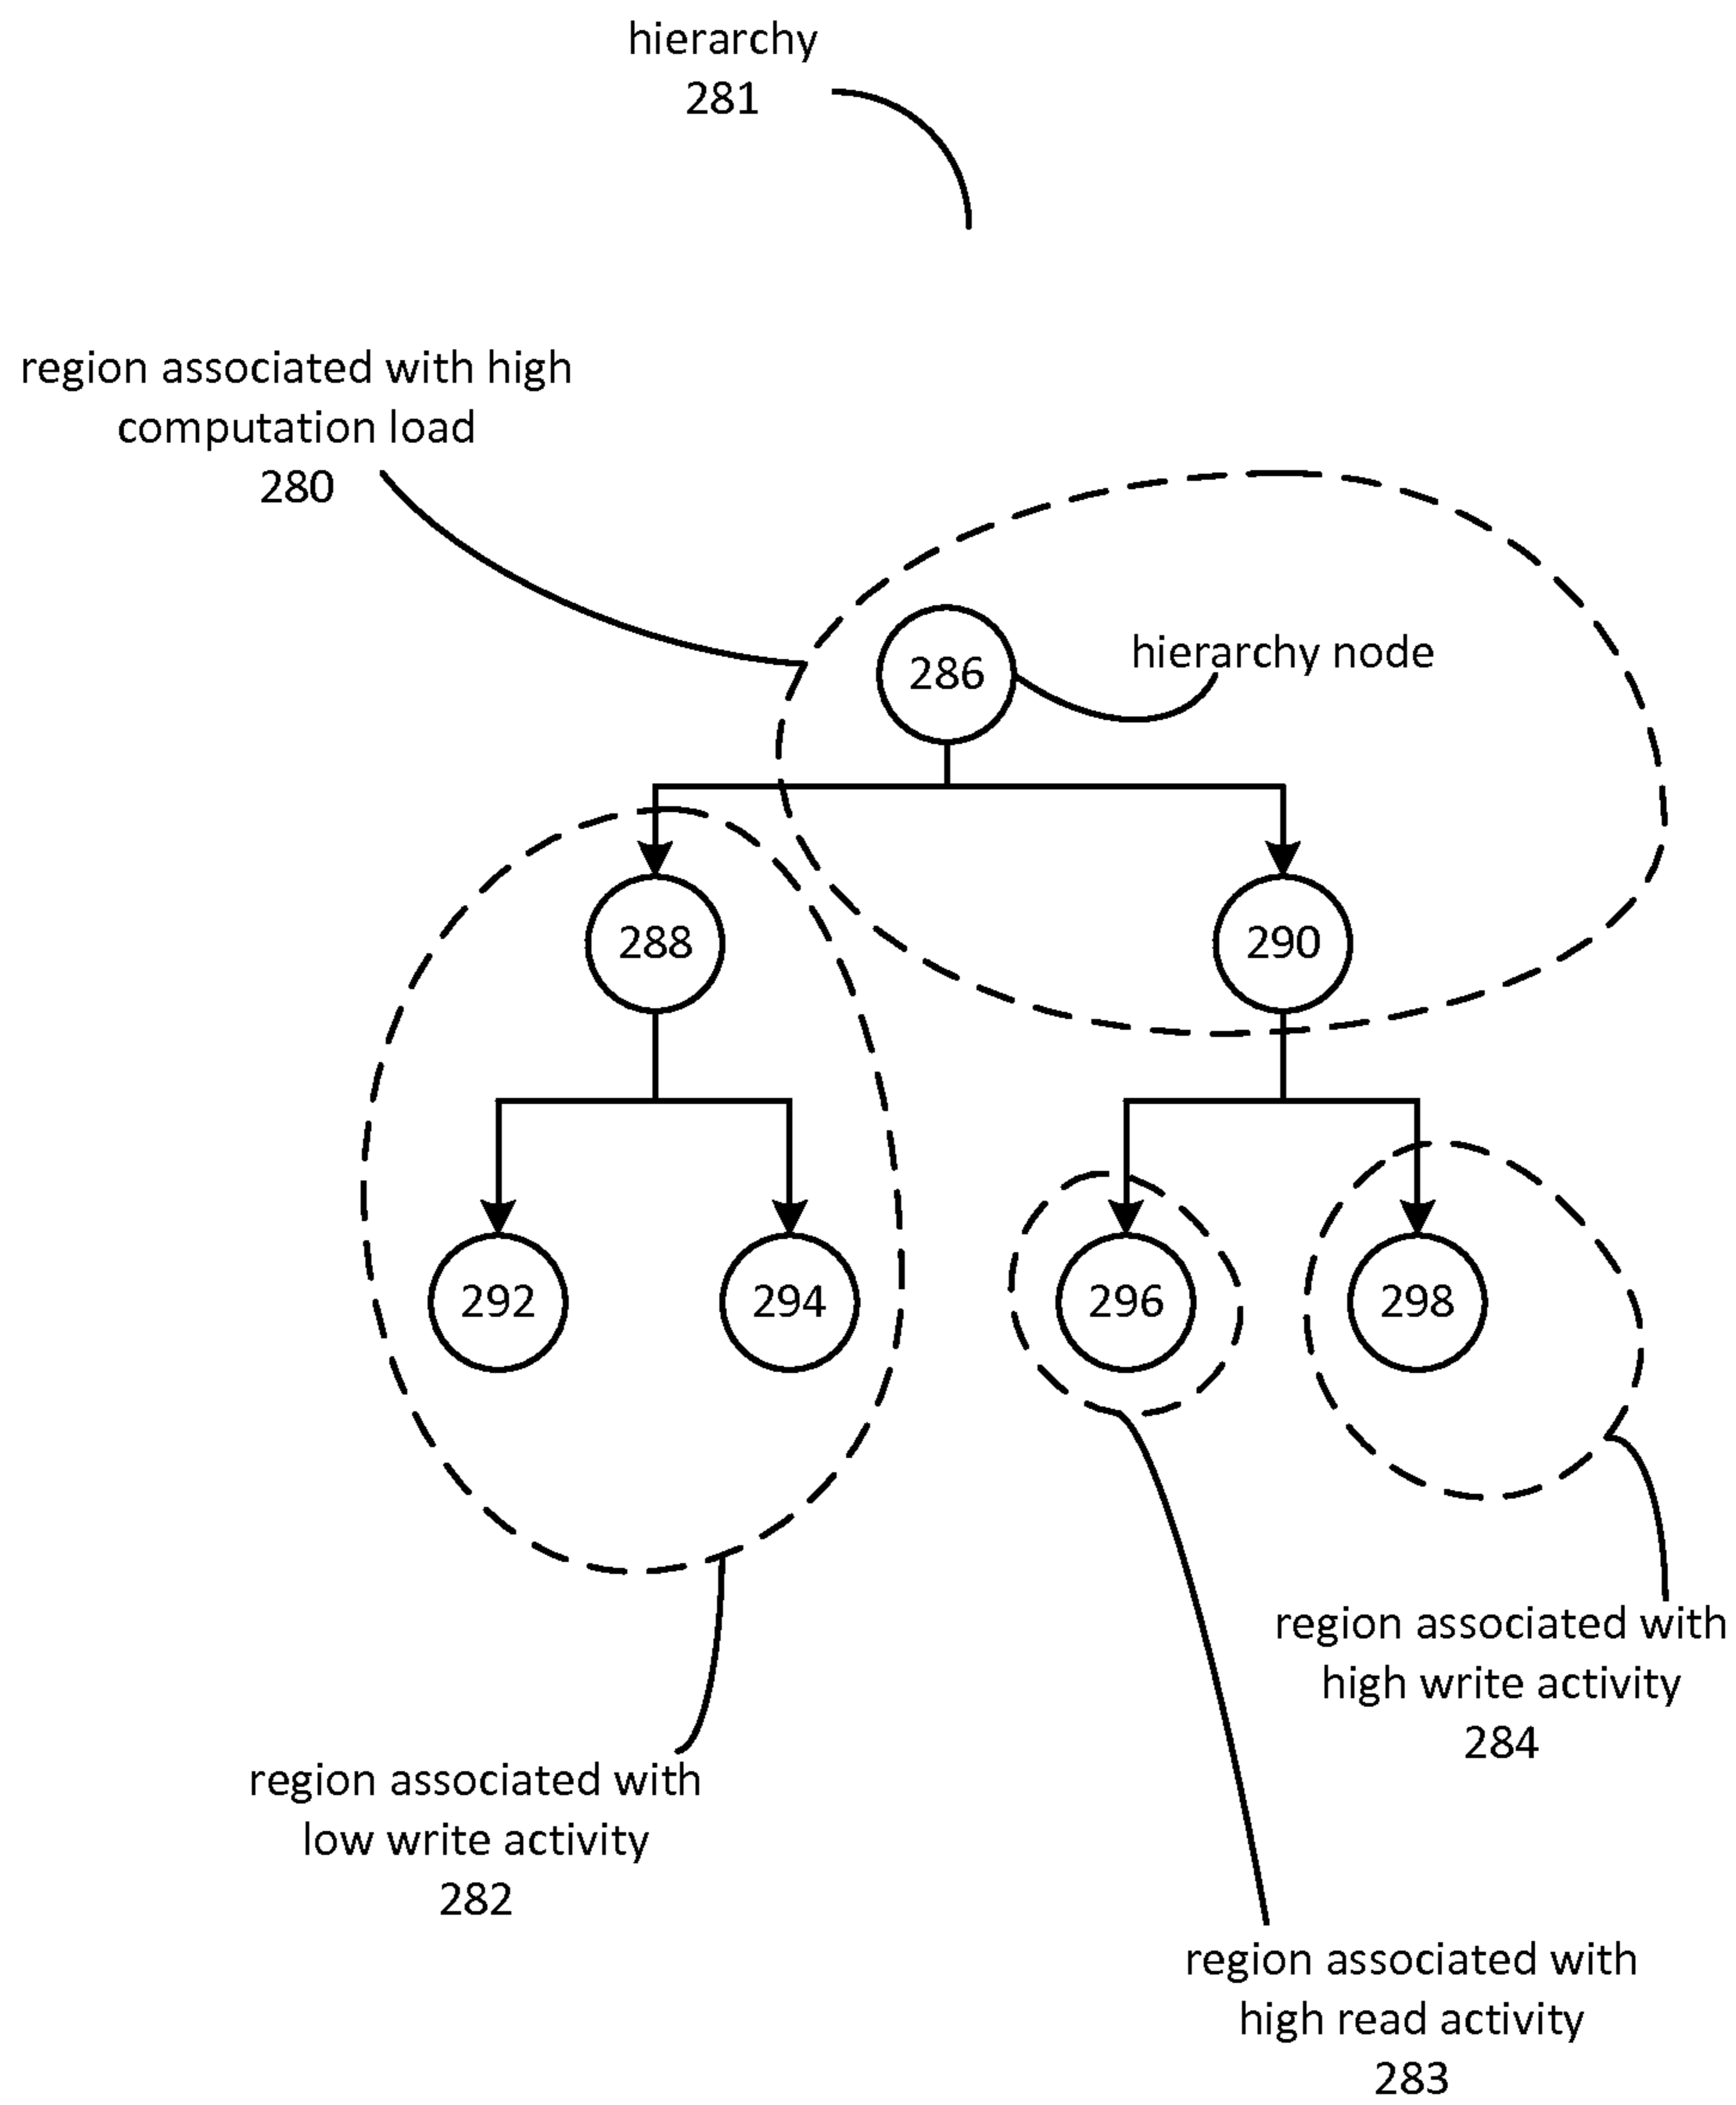 hierarchy
281
region associated with high
computation load
280
286
hierarchy node
288
290
292
294
296
298
region associated with
high write activity
284
region associated with
low write activity
282
region associated with
high read activity
283